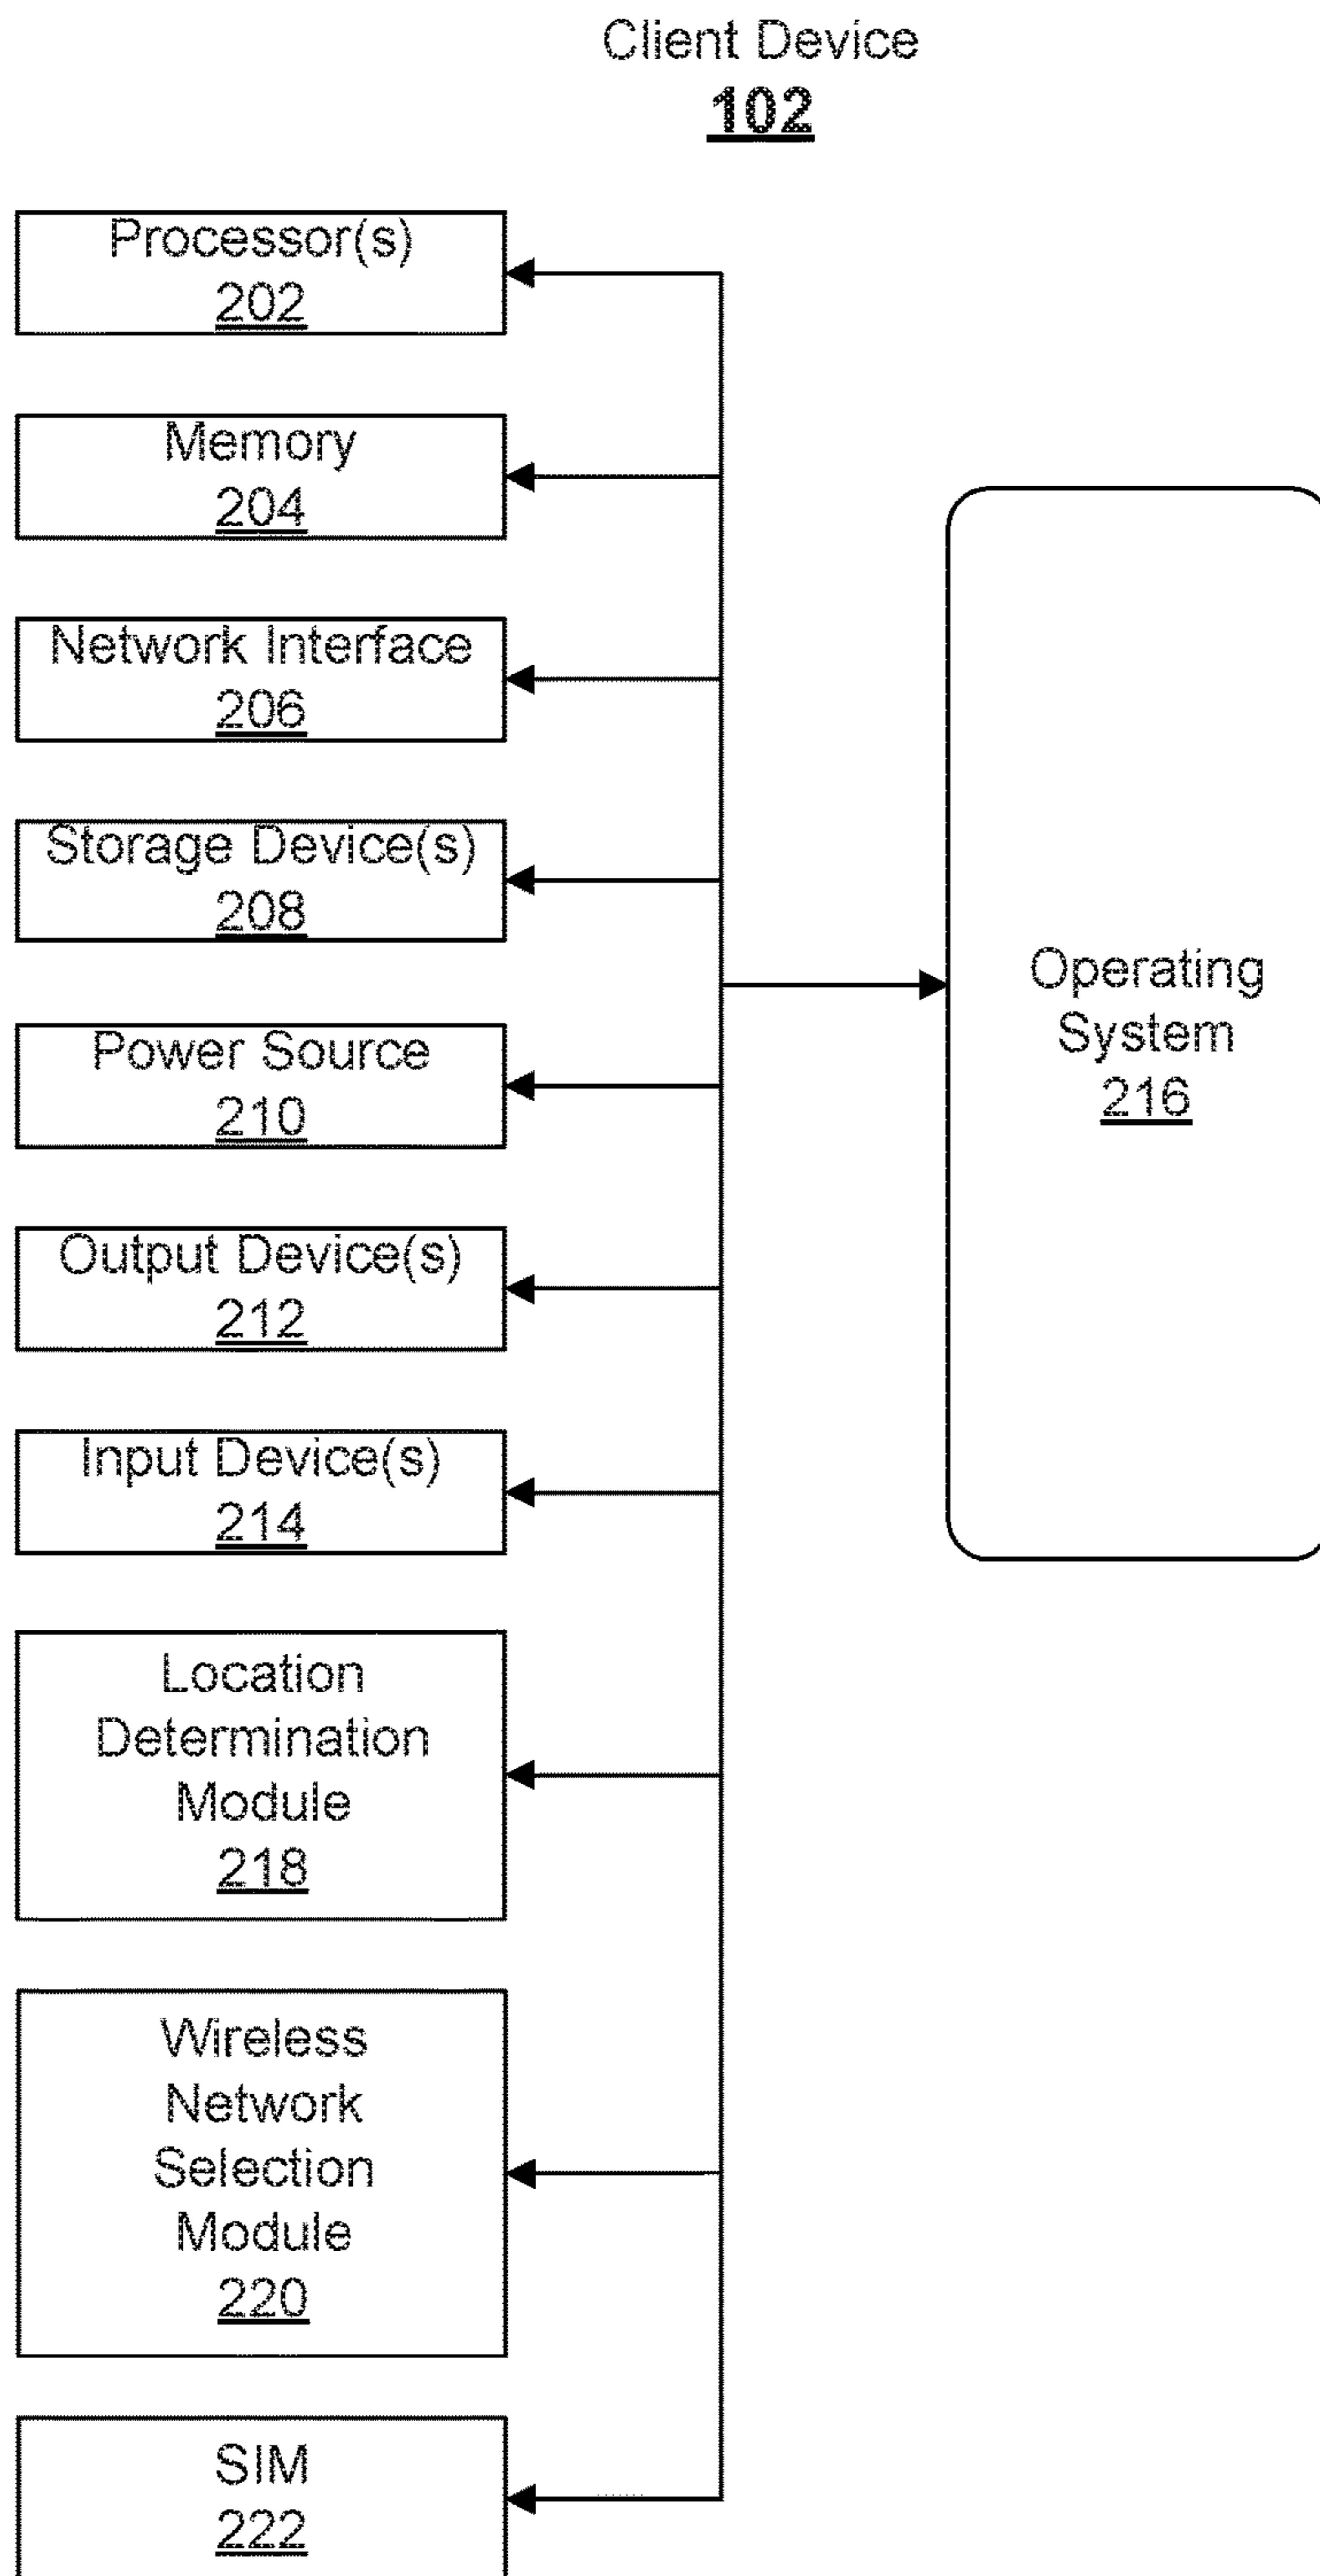 Client Device
102
Processor(s)
202
Memory
204
Network Interface
206
Storage Device(s)
208
Power Source
210
Output Device(s)
212
Input Device(s)
214
Location
Determination
Module
218
Wireless
Network
Selection
Module
220
SIM
222
Operating
System
216